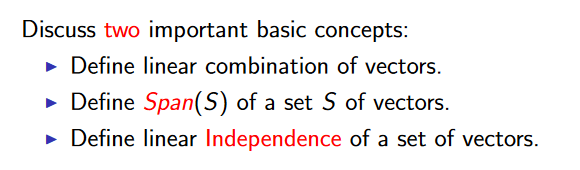 Discuss two important basic concepts:
▶ Define linear combination of vectors.
▶ Define Span(S) of a set S of vectors.
▶ Define linear Independence of a set of vectors.